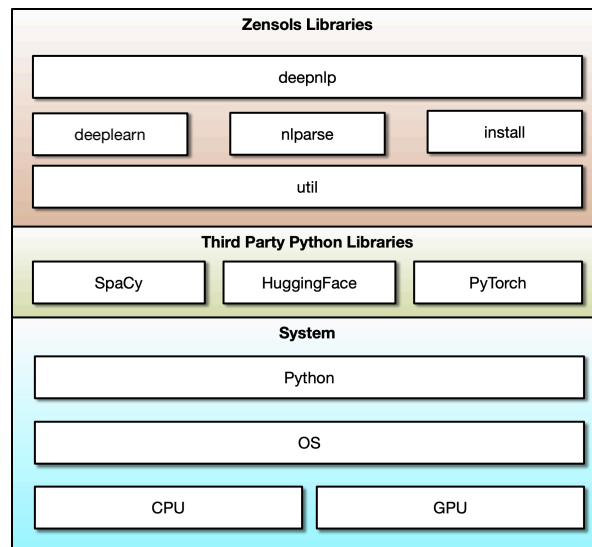 Zensols Libraries
deepnlp
deeplearn
nlparse
install
util
Third Party Python Libraries
SpaCy
HuggingFace
PyTorch
System
Python
OS
CPU
GPU